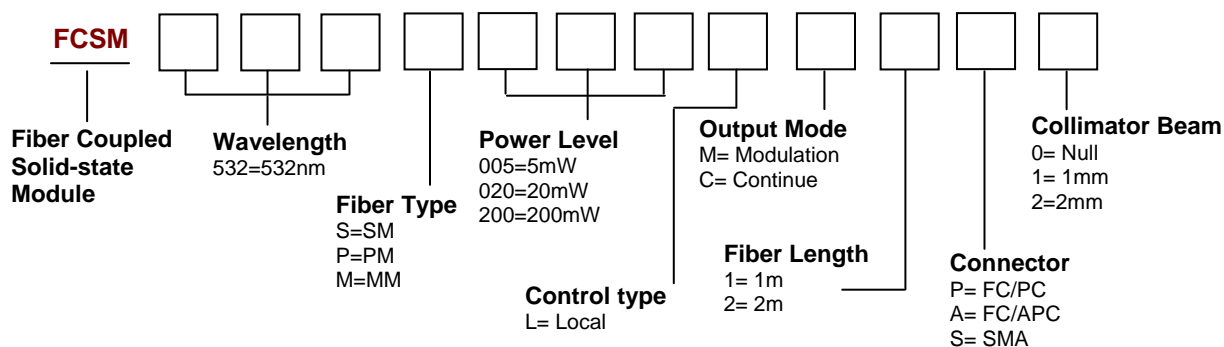 FCSM
Fiber Coupled
Solid-state
Module
Wavelength
532=532nm
Fiber Type
S=SM
P=PM
M=MM
Power Level
005=5mW
020=20mW
200=200mW
Control type
L= Local
Output Mode
M= Modulation
C= Continue
Fiber Length
1= 1m
2= 2m
Connector
P= FC/PC
A= FC/APC
S= SMA
Collimator Beam
0= Null
1= 1mm
2=2mm